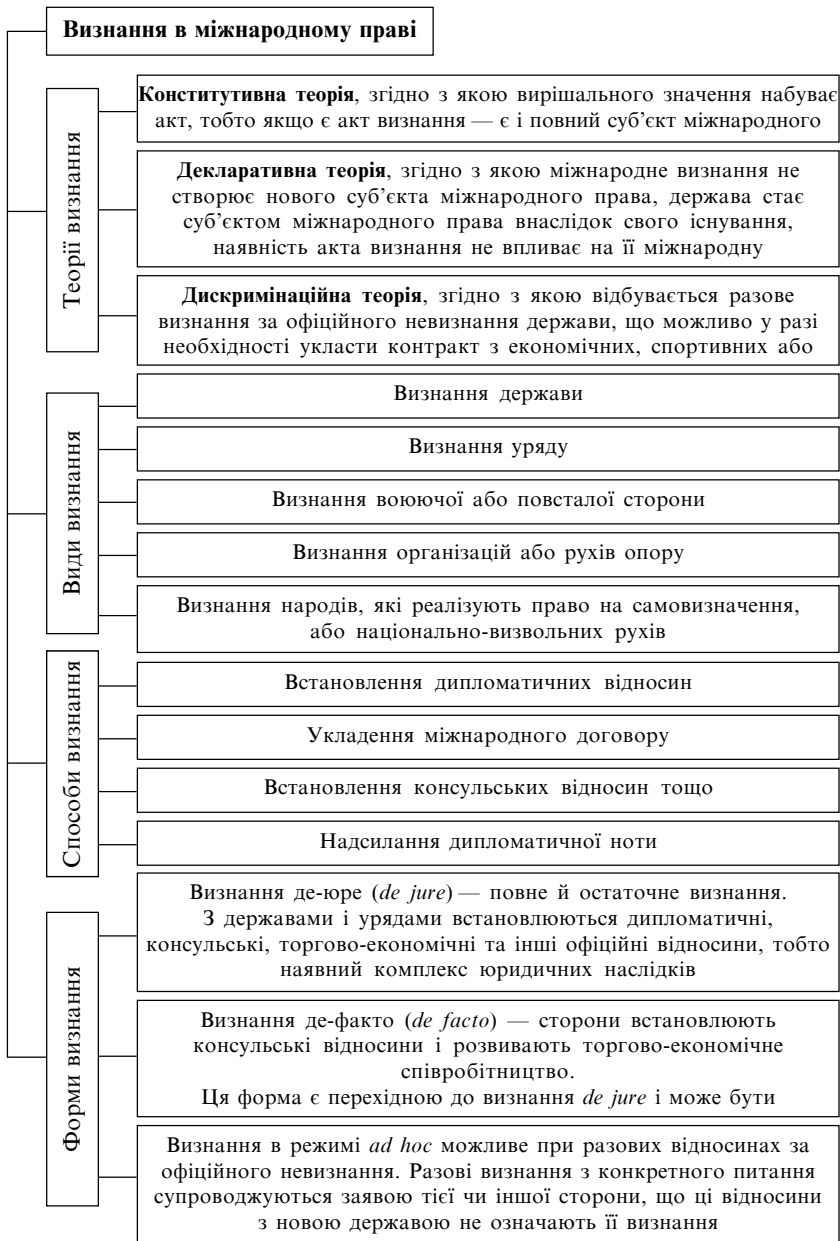 Визнання в міжнародному праві
Теорії визнання
Конститутивна теорія, згідно з якою вирішального значення набуває
акт, тобто якщо є акт визнання — є і повний суб’єкт міжнародного
Декларативна теорія, згідно з якою міжнародне визнання не
створює нового суб’єкта міжнародного права, держава стає
суб’єктом міжнародного права внаслідок свого існування,
наявність акта визнання не впливає на її міжнародну
Дискримінаційна теорія, згідно з якою відбувається разове
визнання за офіційного невизнання держави, що можливо у разі
необхідності укласти контракт з економічних, спортивних або
Види визнання
Визнання держави
Визнання уряду
Визнання воюючої або повсталої сторони
Визнання організацій або рухів опору
Визнання народів, які реалізують право на самовизначення,
або національно-визвольних рухів
Способи визнання
Встановлення дипломатичних відносин
Укладення міжнародного договору
Встановлення консульських відносин тощо
Надсилання дипломатичної ноти
Форми визнання
Визнання де-юре (de jure) — повне й остаточне визнання.
З державами і урядами встановлюються дипломатичні,
консульські, торгово-економічні та інші офіційні відносини, тобто
наявний комплекс юридичних наслідків
Визнання де-факто (de facto) — сторони встановлюють
консульські відносини і розвивають торгово-економічне
співробітництво.
Ця форма є перехідною до визнання de jure і може бути
Визнання в режимі ad hoc можливе при разових відносинах за
офіційного невизнання. Разові визнання з конкретного питання
супроводжуються заявою тієї чи іншої сторони, що ці відносини
з новою державою не означають її визнання